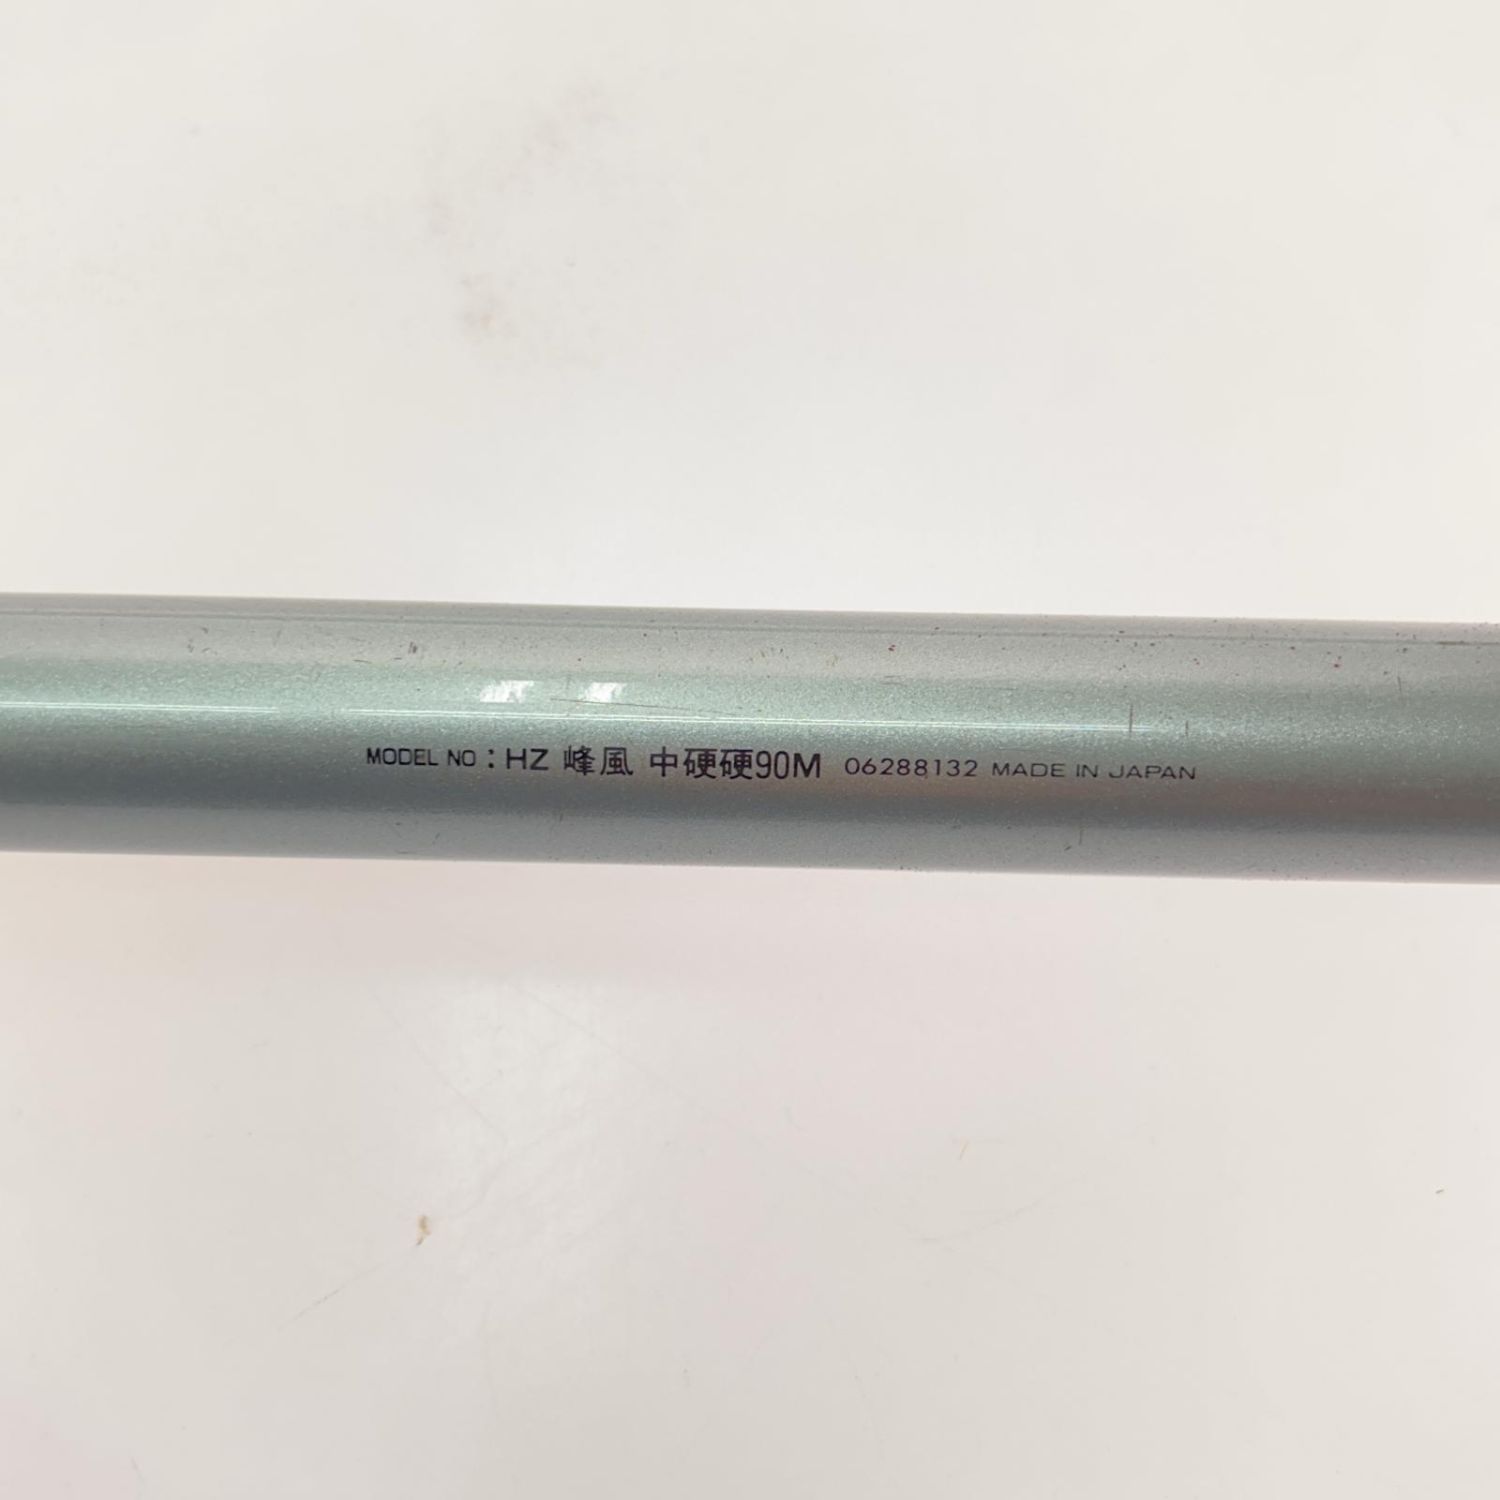 MODEL NO : HZ 峰風 中硬硬90M 06288132 MADE IN JAPAN